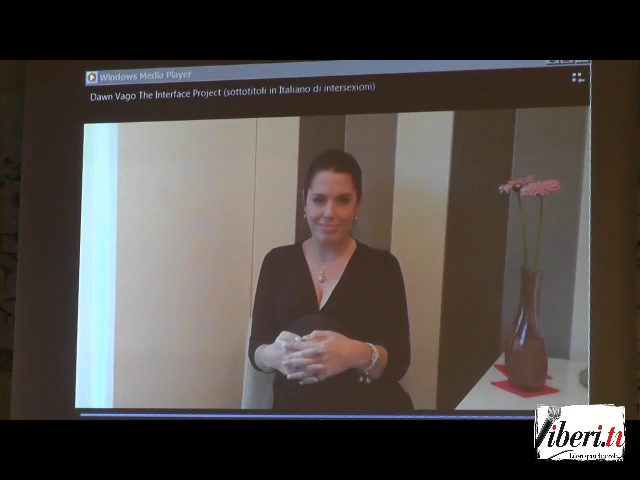 Windows Media Player
Dawn Vago The Interface Project (sottotitoli in Italiano di intersexioni)
liberi.tv